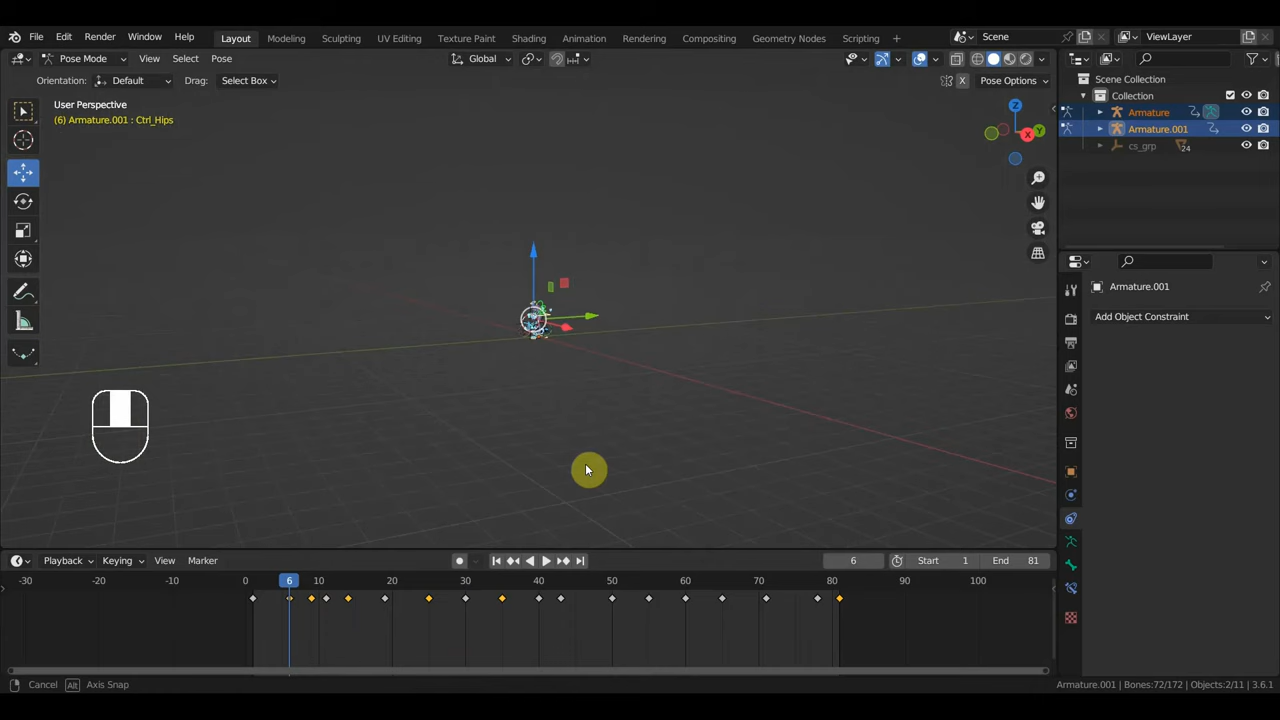 File Edit Render Window Help Layout Modeling Sculpting UV Editing Texture Paint Shading Animation Rendering Compositing Geometry Nodes Scripting + Scene ViewLayer
Pose Mode View Select Pose Global
Orientation: Default Drag: Select Box X Pose Options
User Perspective
(6) Armature.001 : Ctrl_Hips
Z
X
Y
Scene Collection
Collection
Armature
Armature.001
cs_grp 24
Armature.001
Add Object Constraint
Playback Keying View Marker 6 Start 1 End 81
-30 -20 -10 0 6 10 20 30 40 50 60 70 80 90 100
Cancel Alt Axis Snap Armature.001 | Bones:72/172 | Objects:2/11 | 3.6.1